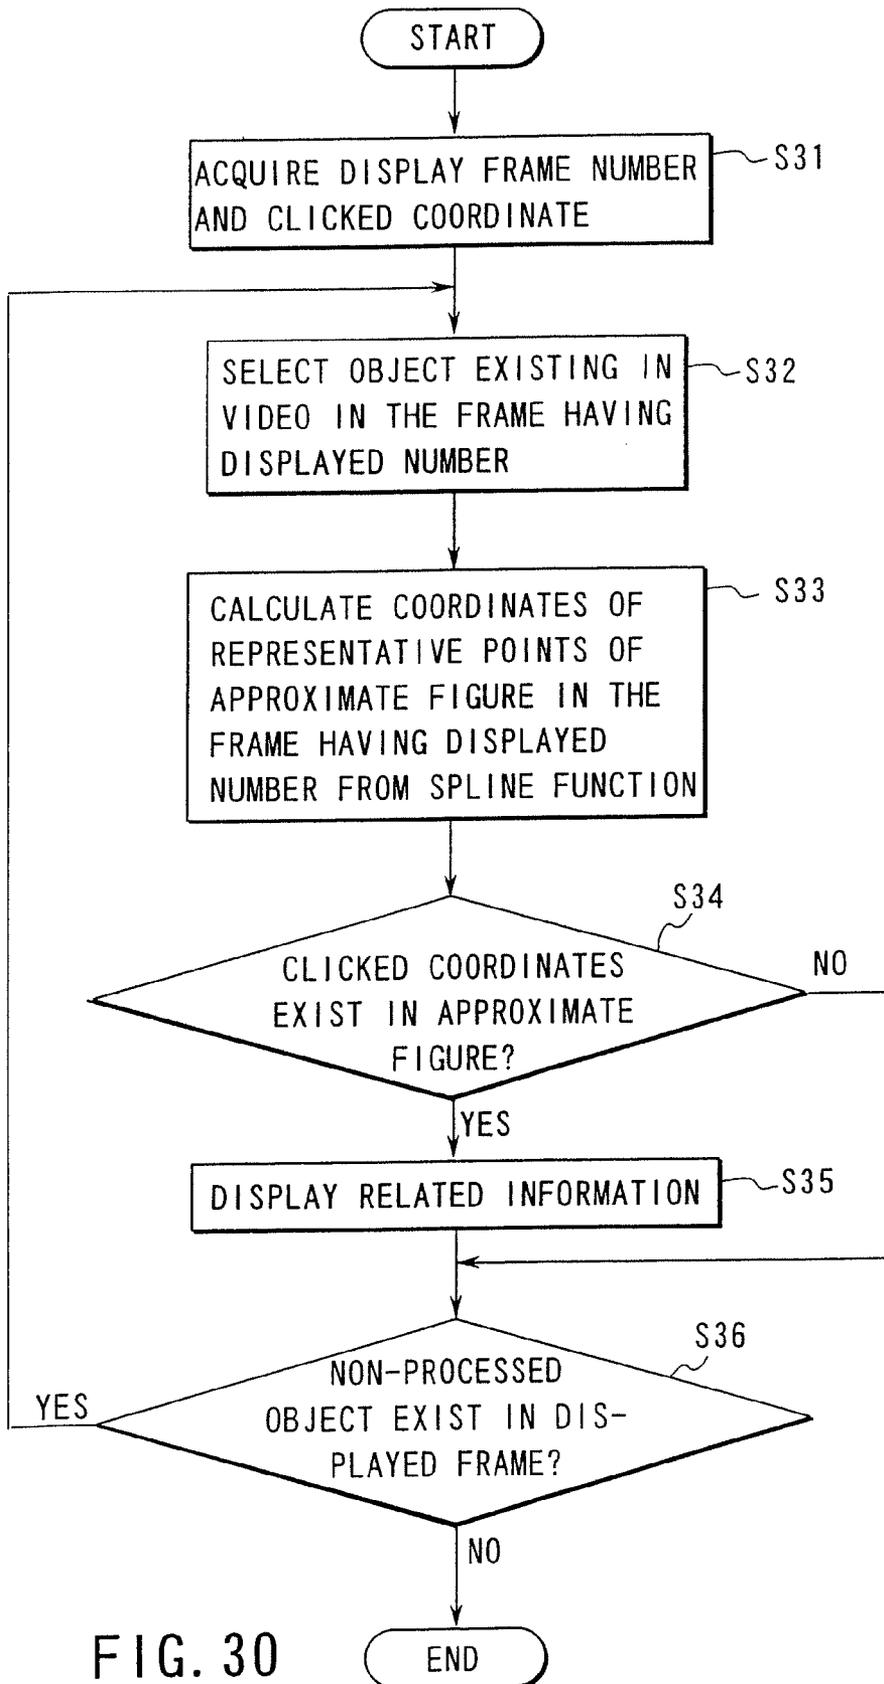 START
S31
ACQUIRE DISPLAY FRAME NUMBER
AND CLICKED COORDINATE
S32
SELECT OBJECT EXISTING IN
VIDEO IN THE FRAME HAVING
DISPLAYED NUMBER
S33
CALCULATE COORDINATES OF
REPRESENTATIVE POINTS OF
APPROXIMATE FIGURE IN THE
FRAME HAVING DISPLAYED
NUMBER FROM SPLINE FUNCTION
S34
CLICKED COORDINATES
EXIST IN APPROXIMATE
FIGURE?
NO
YES
DISPLAY RELATED INFORMATION
S35
S36
NON-PROCESSED
OBJECT EXIST IN DIS-
PLAYED FRAME?
YES
NO
END
FIG. 30